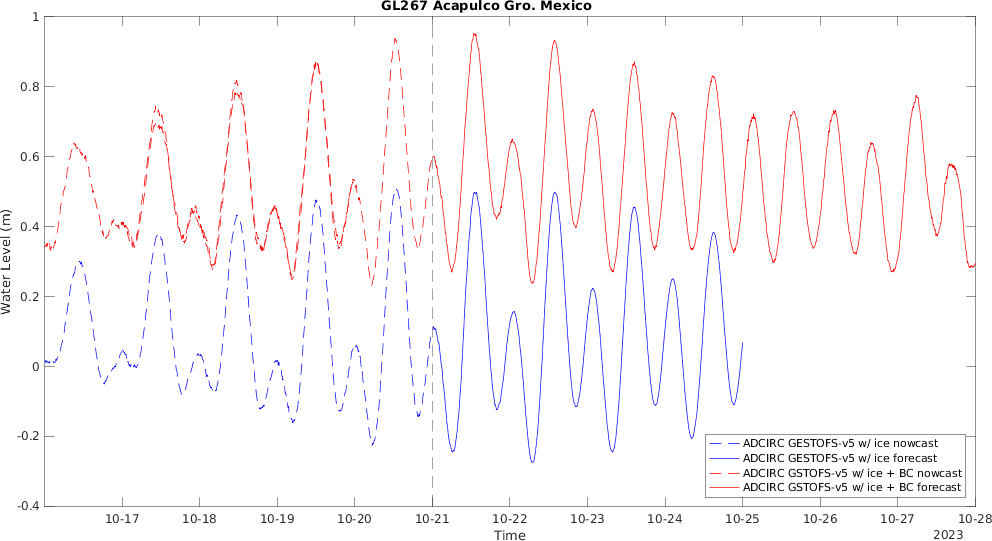 GL267 Acapulco Gro. Mexico
1
0.8
0.6
0.4
0.2
0
-0.2
-0.4
Water Level (m)
ADCIRC GESTOFS-v5 w/ ice nowcast
ADCIRC GESTOFS-v5 w/ ice forecast
ADCIRC GSTOFS-v5 w/ ice + BC nowcast
ADCIRC GSTOFS-v5 w/ ice + BC forecast
10-17 10-18 10-19 10-20 10-21 10-22 10-23 10-24 10-25 10-26 10-27 10-28
Time
2023